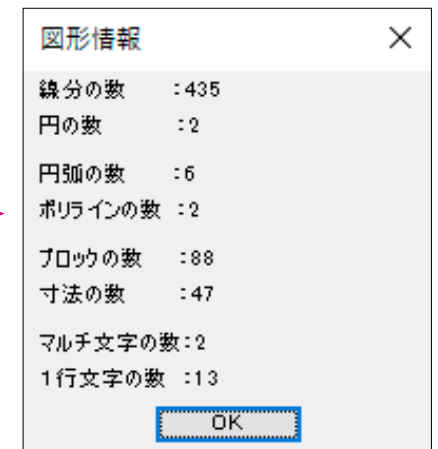 図形情報
線分の数 :435
円の数 :2
円弧の数 :6
ポリラインの数 :2
ブロックの数 :88
寸法の数 :47
マルチ文字の数:2
1行文字の数 :13
OK